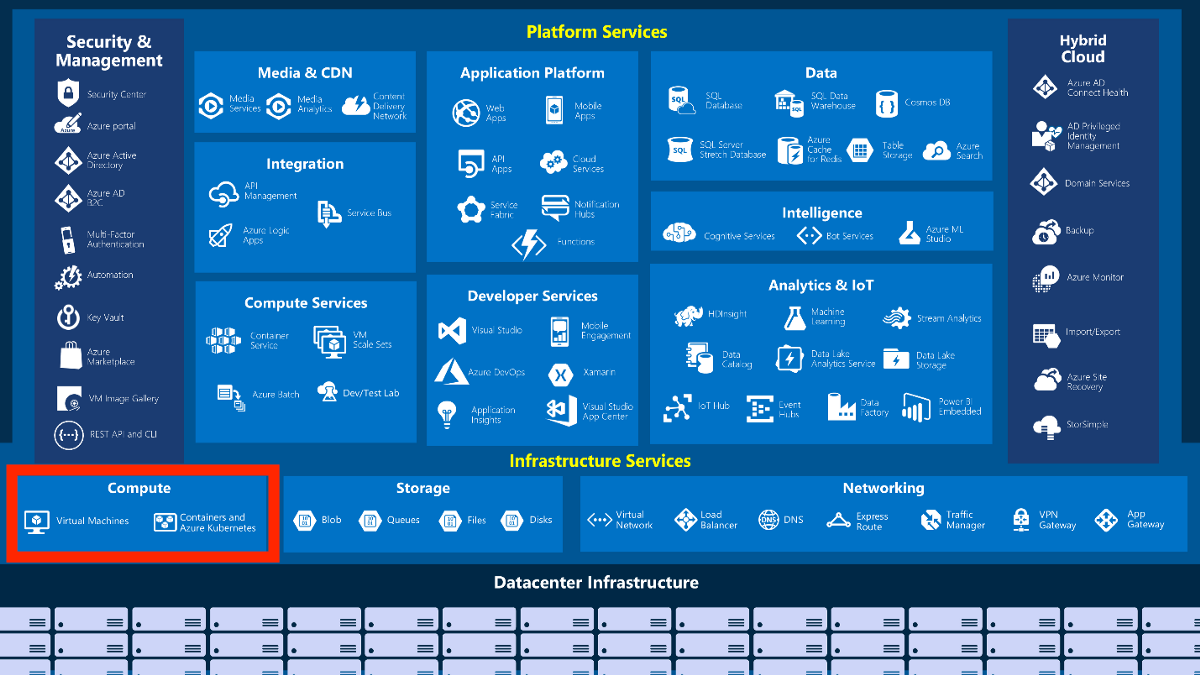 Platform Services
Security &
Management
Security Center
Azure portal
Azure Active
Directory
Azure AD
B2C
Multi-Factor
Authentication
Automation
Key Vault
Azure
Marketplace
VM Image Gallery
REST API and CLI
Media & CDN
Media
Services
Media
Analytics
Content
Delivery
Network
Integration
API
Management
Service Bus
Azure Logic
Apps
Compute Services
Container
Service
VM
Scale Sets
Azure Batch
Dev/Test Lab
Application Platform
Web
Apps
Mobile
Apps
API
Apps
Cloud
Services
Service
Fabric
Notification
Hubs
Functions
Developer Services
Visual Studio
Mobile
Engagement
Azure DevOps
Xamarin
Application
Insights
Visual Studio
App Center
Data
SQL
SQL
Database
SQL
SQL Data
Warehouse
Cosmos DB
SQL
SQL Server
Stretch Database
Azure
Cache
for Redis
Table
Storage
Azure
Search
Intelligence
Cognitive Services
Bot Services
Azure ML
Studio
Analytics & IoT
HDInsight
Machine
Learning
Stream Analytics
Data
Catalog
Data Lake
Analytics Service
Data Lake
Storage
IoT Hub
Event
Hubs
Data
Factory
Power BI
Embedded
Hybrid
Cloud
Azure AD
Connect Health
AD Privileged
Identity
Management
Domain Services
Backup
Azure Monitor
Import/Export
Azure Site
Recovery
StorSimple
Infrastructure Services
Compute
Virtual Machines
Containers and
Azure Kubernetes
Storage
Blob
Queues
Files
Disks
Networking
Virtual
Network
Load
Balancer
DNS
DNS
Express
Route
Traffic
Manager
VPN
Gateway
App
Gateway
Datacenter Infrastructure